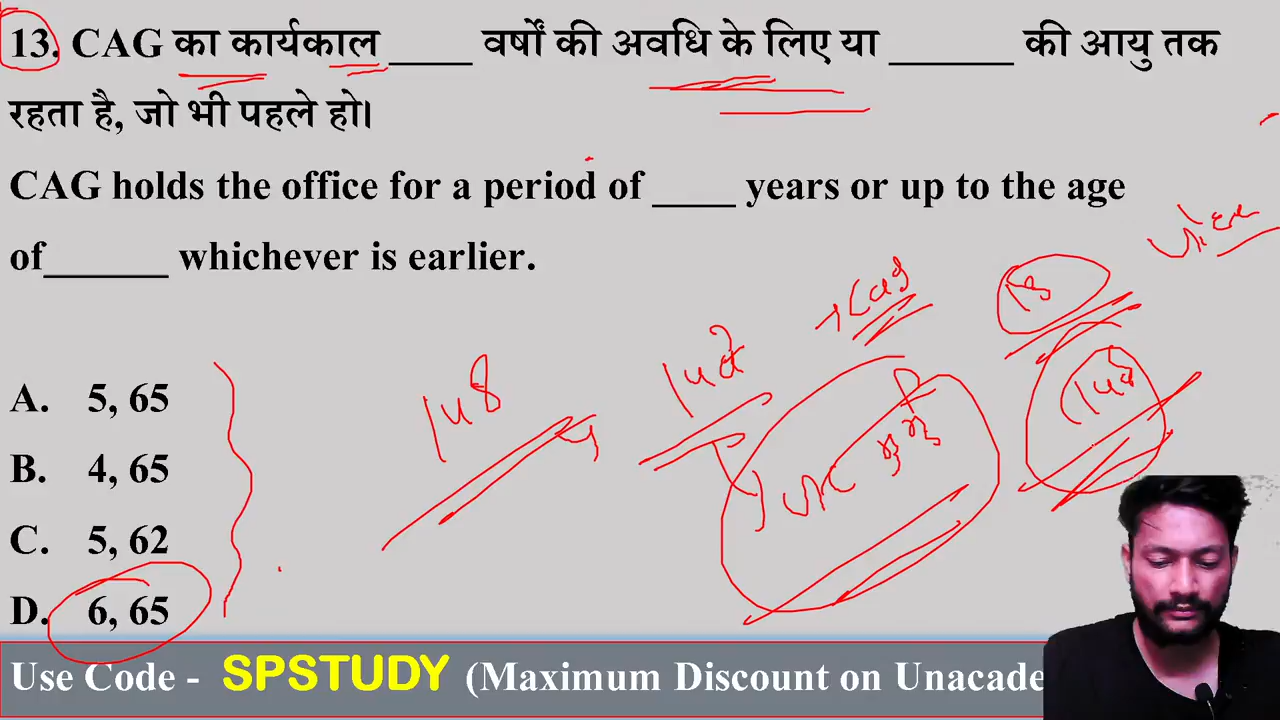 13. CAG का कार्यकाल ____ वर्षों की अवधि के लिए या ______ की आयु तक
रहता है, जो भी पहले हो।
CAG holds the office for a period of ____ years or up to the age
of______ whichever is earlier.
A. 5, 65
B. 4, 65
C. 5, 62
D. 6, 65
Use Code - SPSTUDY (Maximum Discount on Unacade